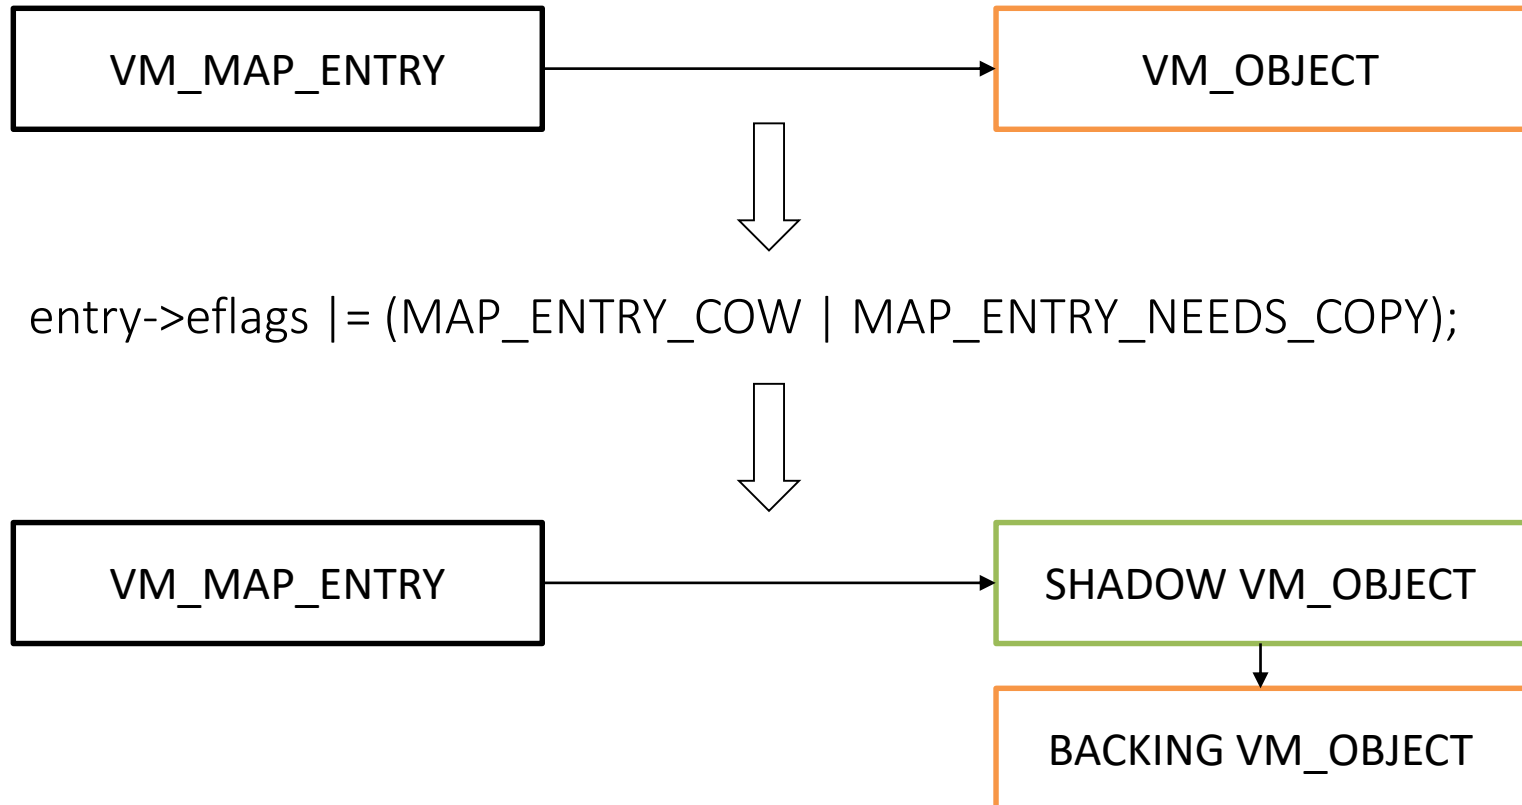 VM_MAP_ENTRY
VM_OBJECT
entry->eflags |= (MAP_ENTRY_COW | MAP_ENTRY_NEEDS_COPY);
VM_MAP_ENTRY
SHADOW VM_OBJECT
BACKING VM_OBJECT